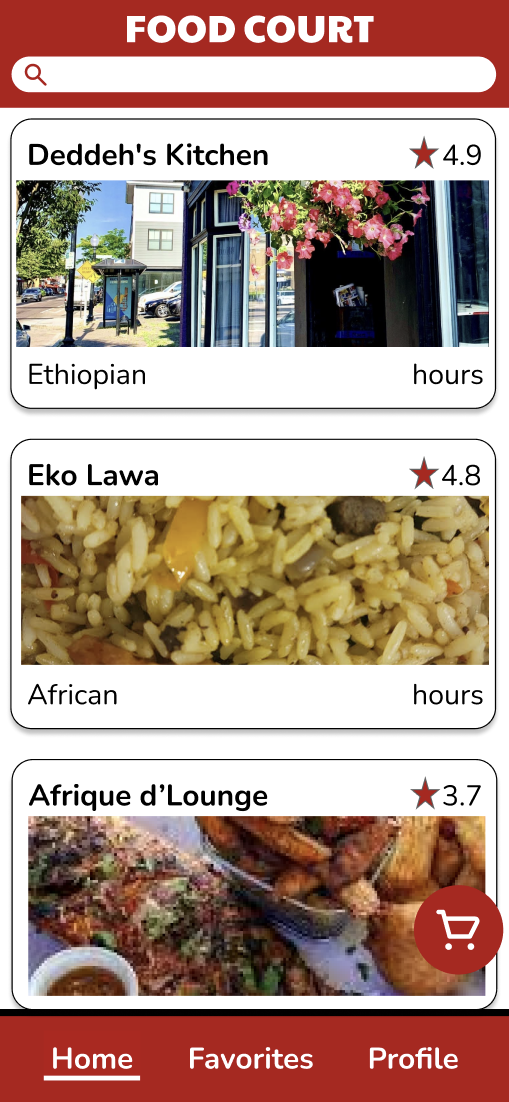 FOOD COURT
Deddeh's Kitchen ★ 4.9
Ethiopian hours
Eko Lawa ★ 4.8
African hours
Afrique d’Lounge ★ 3.7
Home Favorites Profile